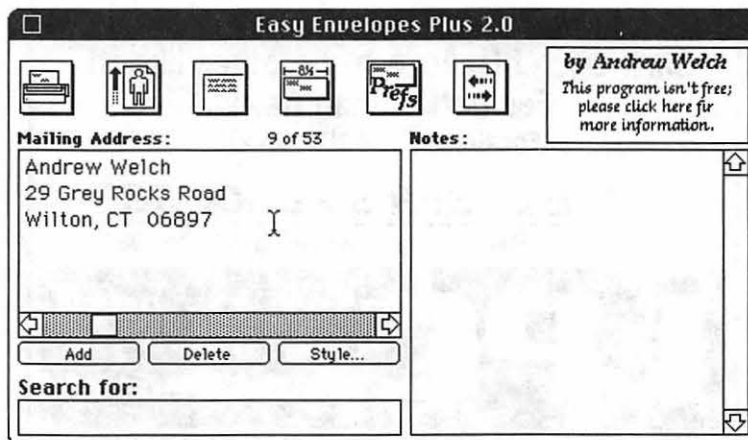 Easy Envelopes Plus 2.0
8½
Prefs
by Andrew Welch
This program isn't free;
please click here fir
more information.
Mailing Address: 9 of 53
Notes:
Andrew Welch
29 Grey Rocks Road
Wilton, CT 06897
Add
Delete
Style...
Search for: